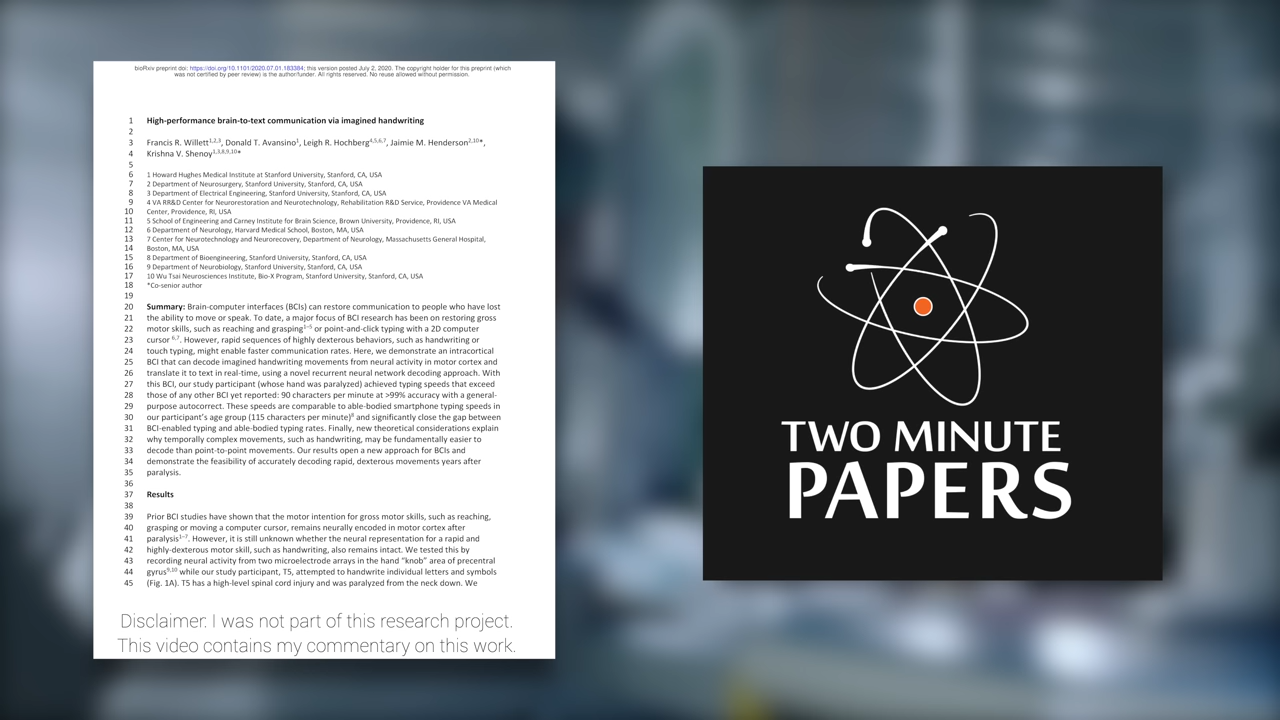 bioRxiv preprint doi: https://doi.org/10.1101/2020.07.01.183384; this version posted July 2, 2020. The copyright holder for this preprint (which
was not certified by peer review) is the author/funder. All rights reserved. No reuse allowed without permission.
1 High-performance brain-to-text communication via imagined handwriting
2
3 Francis R. Willett1,2,3, Donald T. Avansino1, Leigh R. Hochberg4,5,6,7, Jaimie M. Henderson2,10*,
4 Krishna V. Shenoy1,3,8,9,10*
5
6 1 Howard Hughes Medical Institute at Stanford University, Stanford, CA, USA
7 2 Department of Neurosurgery, Stanford University, Stanford, CA, USA
8 3 Department of Electrical Engineering, Stanford University, Stanford, CA, USA
9 4 VA RR&D Center for Neurorestoration and Neurotechnology, Rehabilitation R&D Service, Providence VA Medical
10 Center, Providence, RI, USA
11 5 School of Engineering and Carney Institute for Brain Science, Brown University, Providence, RI, USA
12 6 Department of Neurology, Harvard Medical School, Boston, MA, USA
13 7 Center for Neurotechnology and Neurorecovery, Department of Neurology, Massachusetts General Hospital,
14 Boston, MA, USA
15 8 Department of Bioengineering, Stanford University, Stanford, CA, USA
16 9 Department of Neurobiology, Stanford University, Stanford, CA, USA
17 10 Wu Tsai Neurosciences Institute, Bio-X Program, Stanford University, Stanford, CA, USA
18 *Co-senior author
19
20 Summary: Brain-computer interfaces (BCIs) can restore communication to people who have lost
21 the ability to move or speak. To date, a major focus of BCI research has been on restoring gross
22 motor skills, such as reaching and grasping1–5 or point-and-click typing with a 2D computer
23 cursor 6,7. However, rapid sequences of highly dexterous behaviors, such as handwriting or
24 touch typing, might enable faster communication rates. Here, we demonstrate an intracortical
25 BCI that can decode imagined handwriting movements from neural activity in motor cortex and
26 translate it to text in real-time, using a novel recurrent neural network decoding approach. With
27 this BCI, our study participant (whose hand was paralyzed) achieved typing speeds that exceed
28 those of any other BCI yet reported: 90 characters per minute at >99% accuracy with a general-
29 purpose autocorrect. These speeds are comparable to able-bodied smartphone typing speeds in
30 our participant's age group (115 characters per minute)8 and significantly close the gap between
31 BCI-enabled typing and able-bodied typing rates. Finally, new theoretical considerations explain
32 why temporally complex movements, such as handwriting, may be fundamentally easier to
33 decode than point-to-point movements. Our results open a new approach for BCIs and
34 demonstrate the feasibility of accurately decoding rapid, dexterous movements years after
35 paralysis.
36
37 Results
38
39 Prior BCI studies have shown that the motor intention for gross motor skills, such as reaching,
40 grasping or moving a computer cursor, remains neurally encoded in motor cortex after
41 paralysis1–7. However, it is still unknown whether the neural representation for a rapid and
42 highly-dexterous motor skill, such as handwriting, also remains intact. We tested this by
43 recording neural activity from two microelectrode arrays in the hand "knob" area of precentral
44 gyrus9,10 while our study participant, T5, attempted to handwrite individual letters and symbols
45 (Fig. 1A). T5 has a high-level spinal cord injury and was paralyzed from the neck down. We
Disclaimer: I was not part of this research project.
This video contains my commentary on this work.
TWO MINUTE
PAPERS